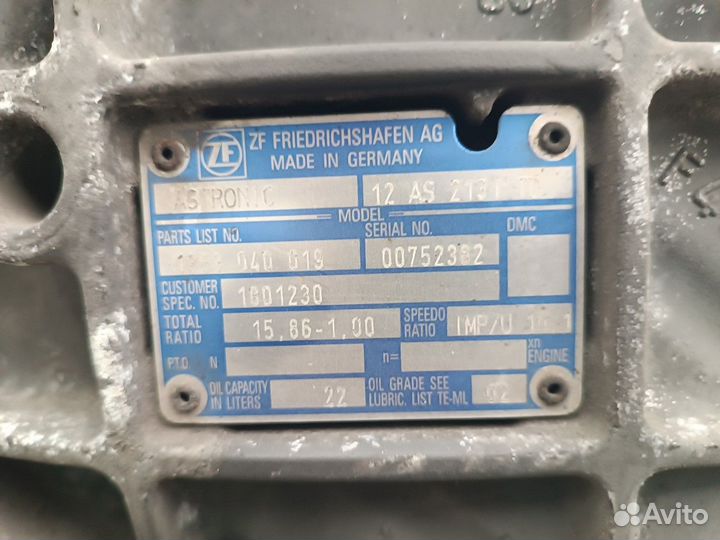 ZF
ZF FRIEDRICHSHAFEN AG
MADE IN GERMANY
ASTRONIC 12 AS 2131
MODEL
PARTS LIST NO. SERIAL NO. DMC
040 019 00752382
CUSTOMER SPEC. NO. 1601230
TOTAL RATIO 15,86-1,00 SPEEDO RATIO IMP/U
P.T.O. N n= xn ENGINE
OIL CAPACITY IN LITERS 22 OIL GRADE SEE LUBRIC. LIST TE-ML 02
Avito